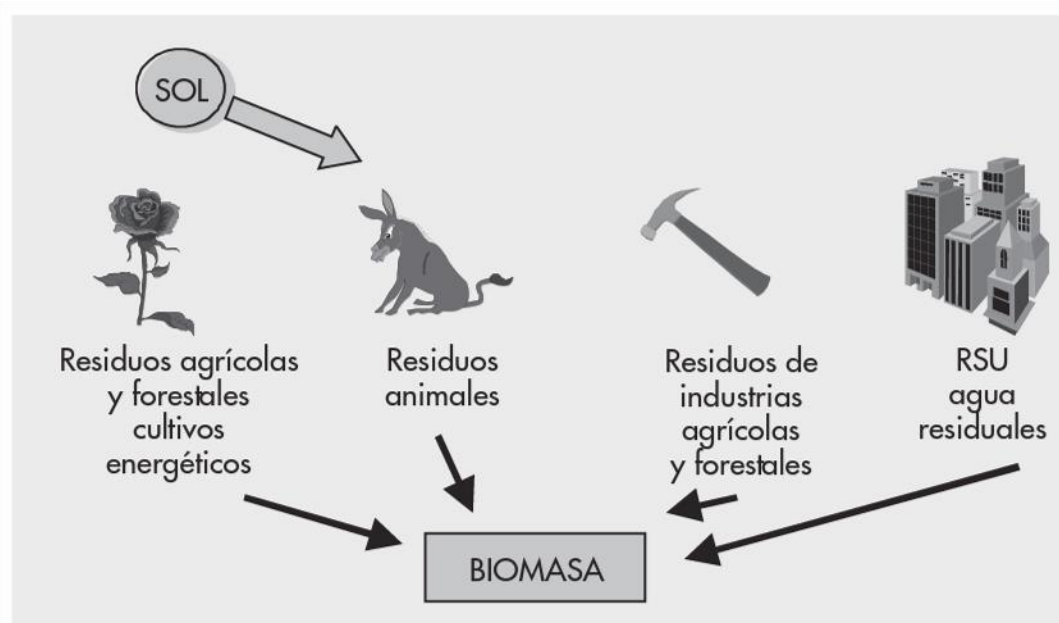 SOL
Residuos agrícolas
y forestales
cultivos
energéticos
Residuos
animales
Residuos de
industrias
agrícolas
y forestales
RSU
agua
residuales
BIOMASA